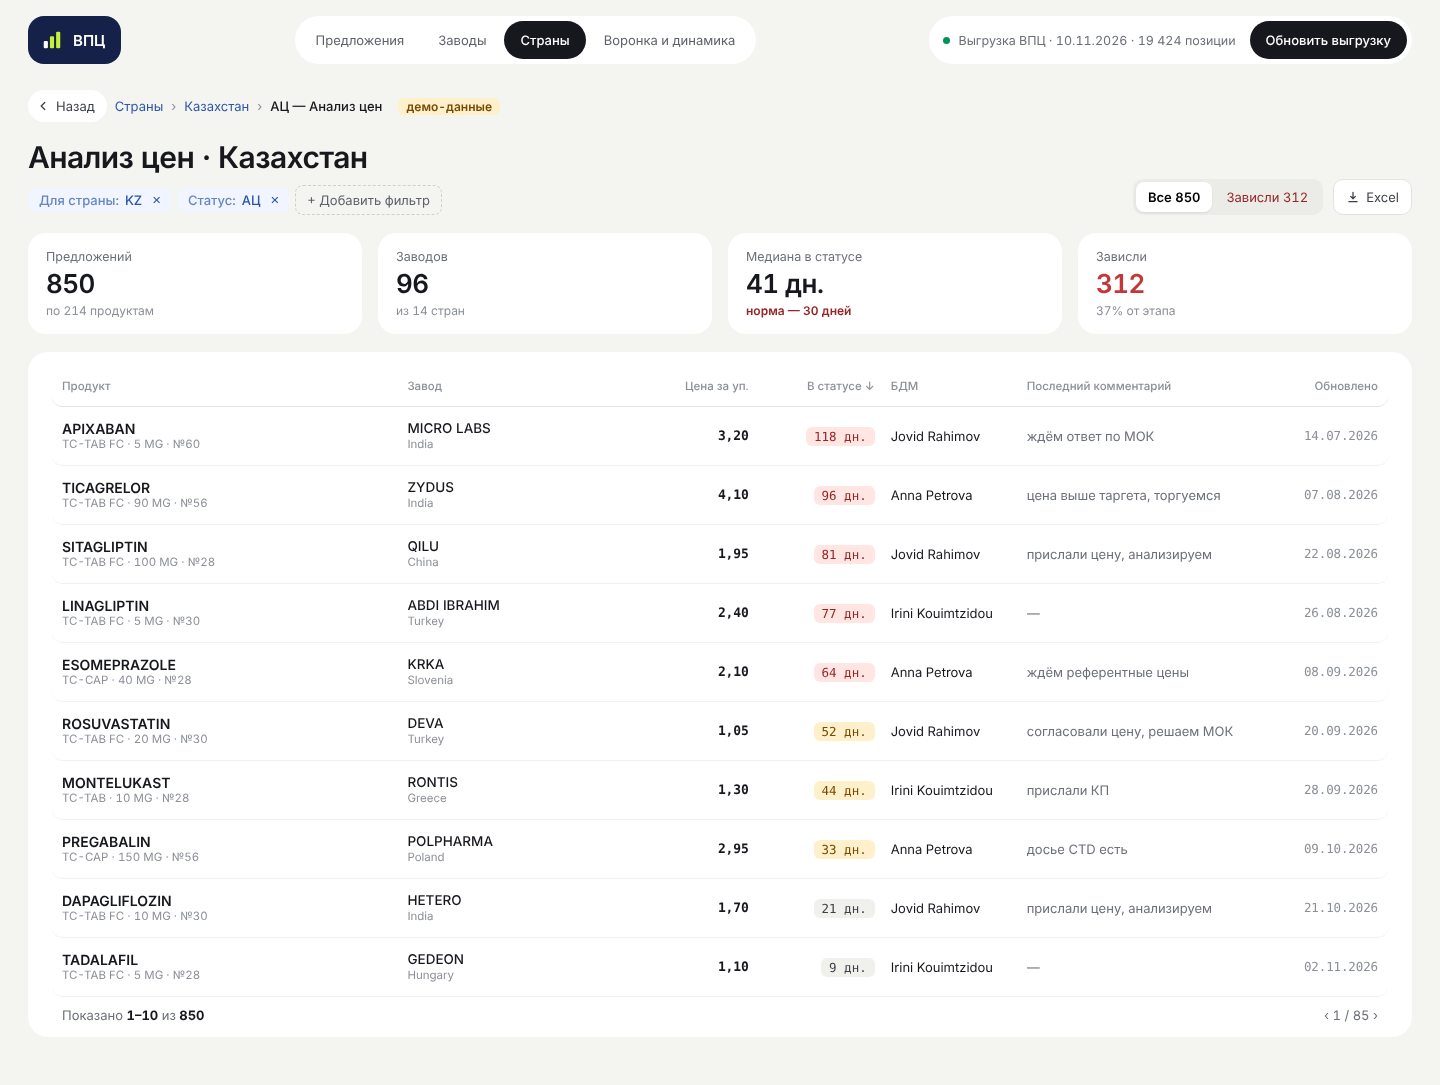 ВПЦ
Предложения Заводы Страны Воронка и динамика
Выгрузка ВПЦ · 10.11.2026 · 19 424 позиции Обновить выгрузку
‹ Назад Страны › Казахстан › АЦ — Анализ цен демо-данные
Анализ цен · Казахстан
Для страны: KZ × Статус: АЦ × + Добавить фильтр Все 850 Зависли 312 Excel
Предложений Заводов Медиана в статусе Зависли
850 96 41 дн. 312
по 214 продуктам из 14 стран норма — 30 дней 37% от этапа
Продукт Завод Цена за уп. В статусе ↓ БДМ Последний комментарий Обновлено
APIXABAN MICRO LABS 3,20 118 дн. Jovid Rahimov ждём ответ по МОК 14.07.2026
TC-TAB FC · 5 MG · №60 India
TICAGRELOR ZYDUS 4,10 96 дн. Anna Petrova цена выше таргета, торгуемся 07.08.2026
TC-TAB FC · 90 MG · №56 India
SITAGLIPTIN QILU 1,95 81 дн. Jovid Rahimov прислали цену, анализируем 22.08.2026
TC-TAB FC · 100 MG · №28 China
LINAGLIPTIN ABDI IBRAHIM 2,40 77 дн. Irini Kouimtzidou — 26.08.2026
TC-TAB FC · 5 MG · №30 Turkey
ESOMEPRAZOLE KRKA 2,10 64 дн. Anna Petrova ждём референтные цены 08.09.2026
TC-CAP · 40 MG · №28 Slovenia
ROSUVASTATIN DEVA 1,05 52 дн. Jovid Rahimov согласовали цену, решаем МОК 20.09.2026
TC-TAB FC · 20 MG · №30 Turkey
MONTELUKAST RONTIS 1,30 44 дн. Irini Kouimtzidou прислали КП 28.09.2026
TC-TAB · 10 MG · №28 Greece
PREGABALIN POLPHARMA 2,95 33 дн. Anna Petrova досье CTD есть 09.10.2026
TC-CAP · 150 MG · №56 Poland
DAPAGLIFLOZIN HETERO 1,70 21 дн. Jovid Rahimov прислали цену, анализируем 21.10.2026
TC-TAB FC · 10 MG · №30 India
TADALAFIL GEDEON 1,10 9 дн. Irini Kouimtzidou — 02.11.2026
TC-TAB FC · 5 MG · №28 Hungary
Показано 1–10 из 850 ‹ 1 / 85 ›